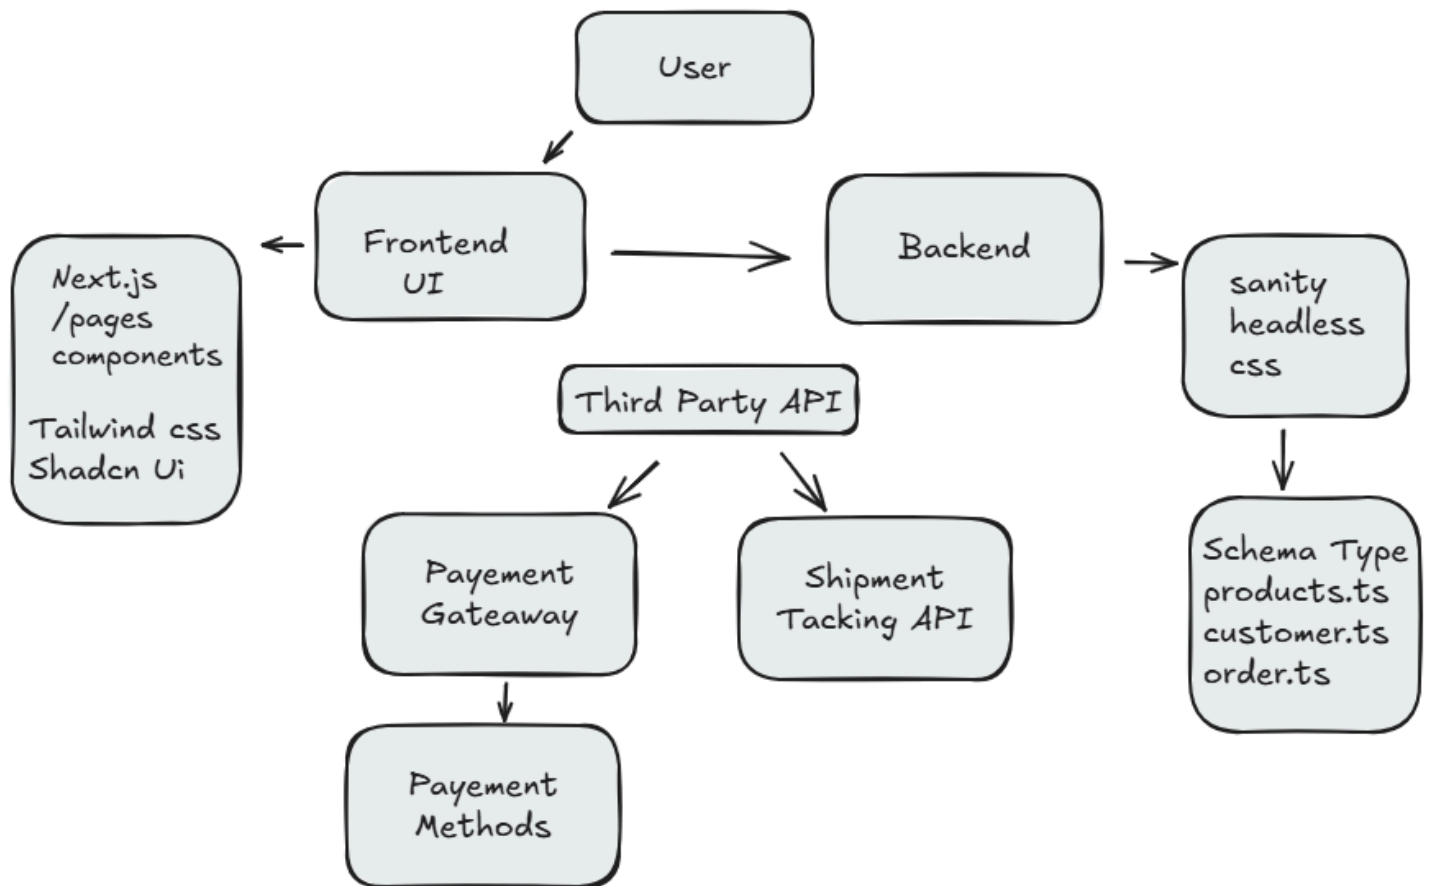 User
Frontend
UI
Backend
Next.js
/pages
components
Tailwind css
Shadcn Ui
sanity
headless
css
Third Party API
Payement
Gateaway
Shipment
Tacking API
Schema Type
products.ts
customer.ts
order.ts
Payement
Methods